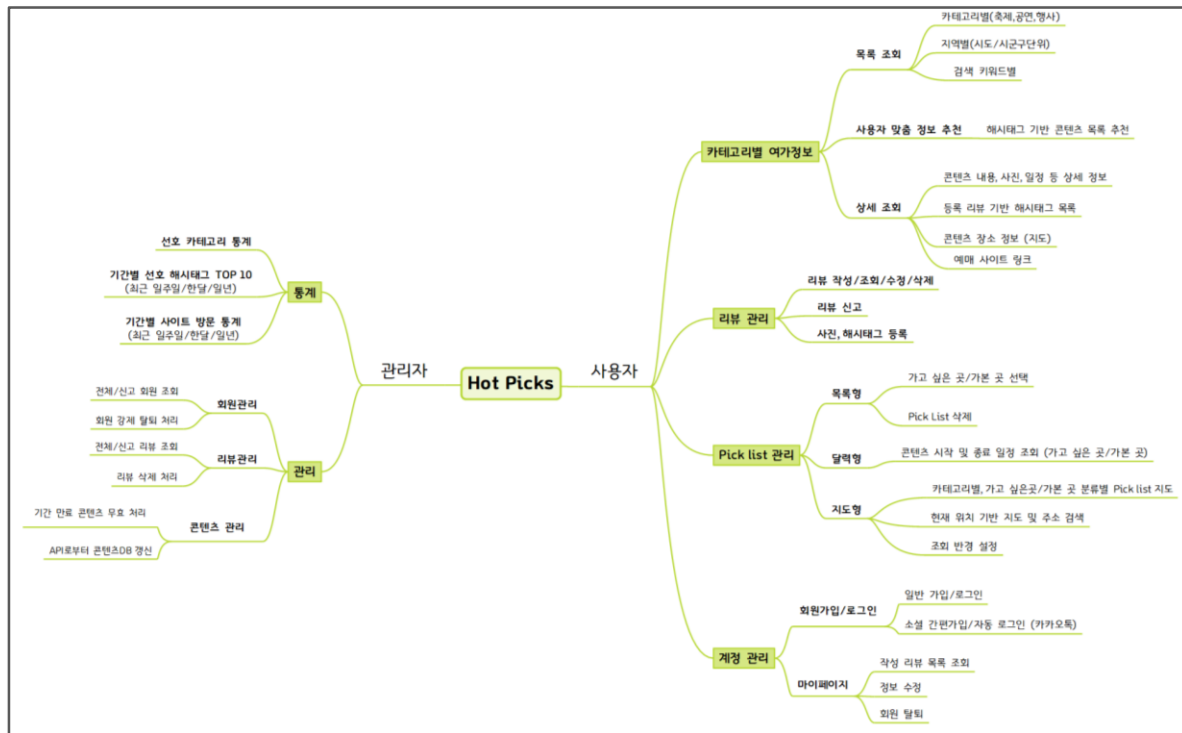 Hot Picks
관리자
통계
선호 카테고리 통계
기간별 선호 해시태그 TOP 10
(최근 일주일/한달/일년)
기간별 사이트 방문 통계
(최근 일주일/한달/일년)
관리
회원관리
전체/신고 회원 조회
회원 강제 탈퇴 처리
리뷰관리
전체/신고 리뷰 조회
리뷰 삭제 처리
콘텐츠 관리
기간 만료 콘텐츠 무효 처리
API로부터 콘텐츠DB 갱신
사용자
카테고리별 여가정보
목록 조회
카테고리별(축제,공연,행사)
지역별(시도/시군구단위)
검색 키워드별
사용자 맞춤 정보 추천
해시태그 기반 콘텐츠 목록 추천
상세 조회
콘텐츠 내용, 사진, 일정 등 상세 정보
등록 리뷰 기반 해시태그 목록
콘텐츠 장소 정보 (지도)
예매 사이트 링크
리뷰 관리
리뷰 작성/조회/수정/삭제
리뷰 신고
사진, 해시태그 등록
Pick list 관리
목록형
가고 싶은 곳/가본 곳 선택
Pick List 삭제
달력형
콘텐츠 시작 및 종료 일정 조회 (가고 싶은 곳/가본 곳)
지도형
카테고리별, 가고 싶은곳/가본 곳 분류별 Pick list 지도
현재 위치 기반 지도 및 주소 검색
조회 반경 설정
계정 관리
회원가입/로그인
일반 가입/로그인
소셜 간편가입/자동 로그인 (카카오톡)
마이페이지
작성 리뷰 목록 조회
정보 수정
회원 탈퇴